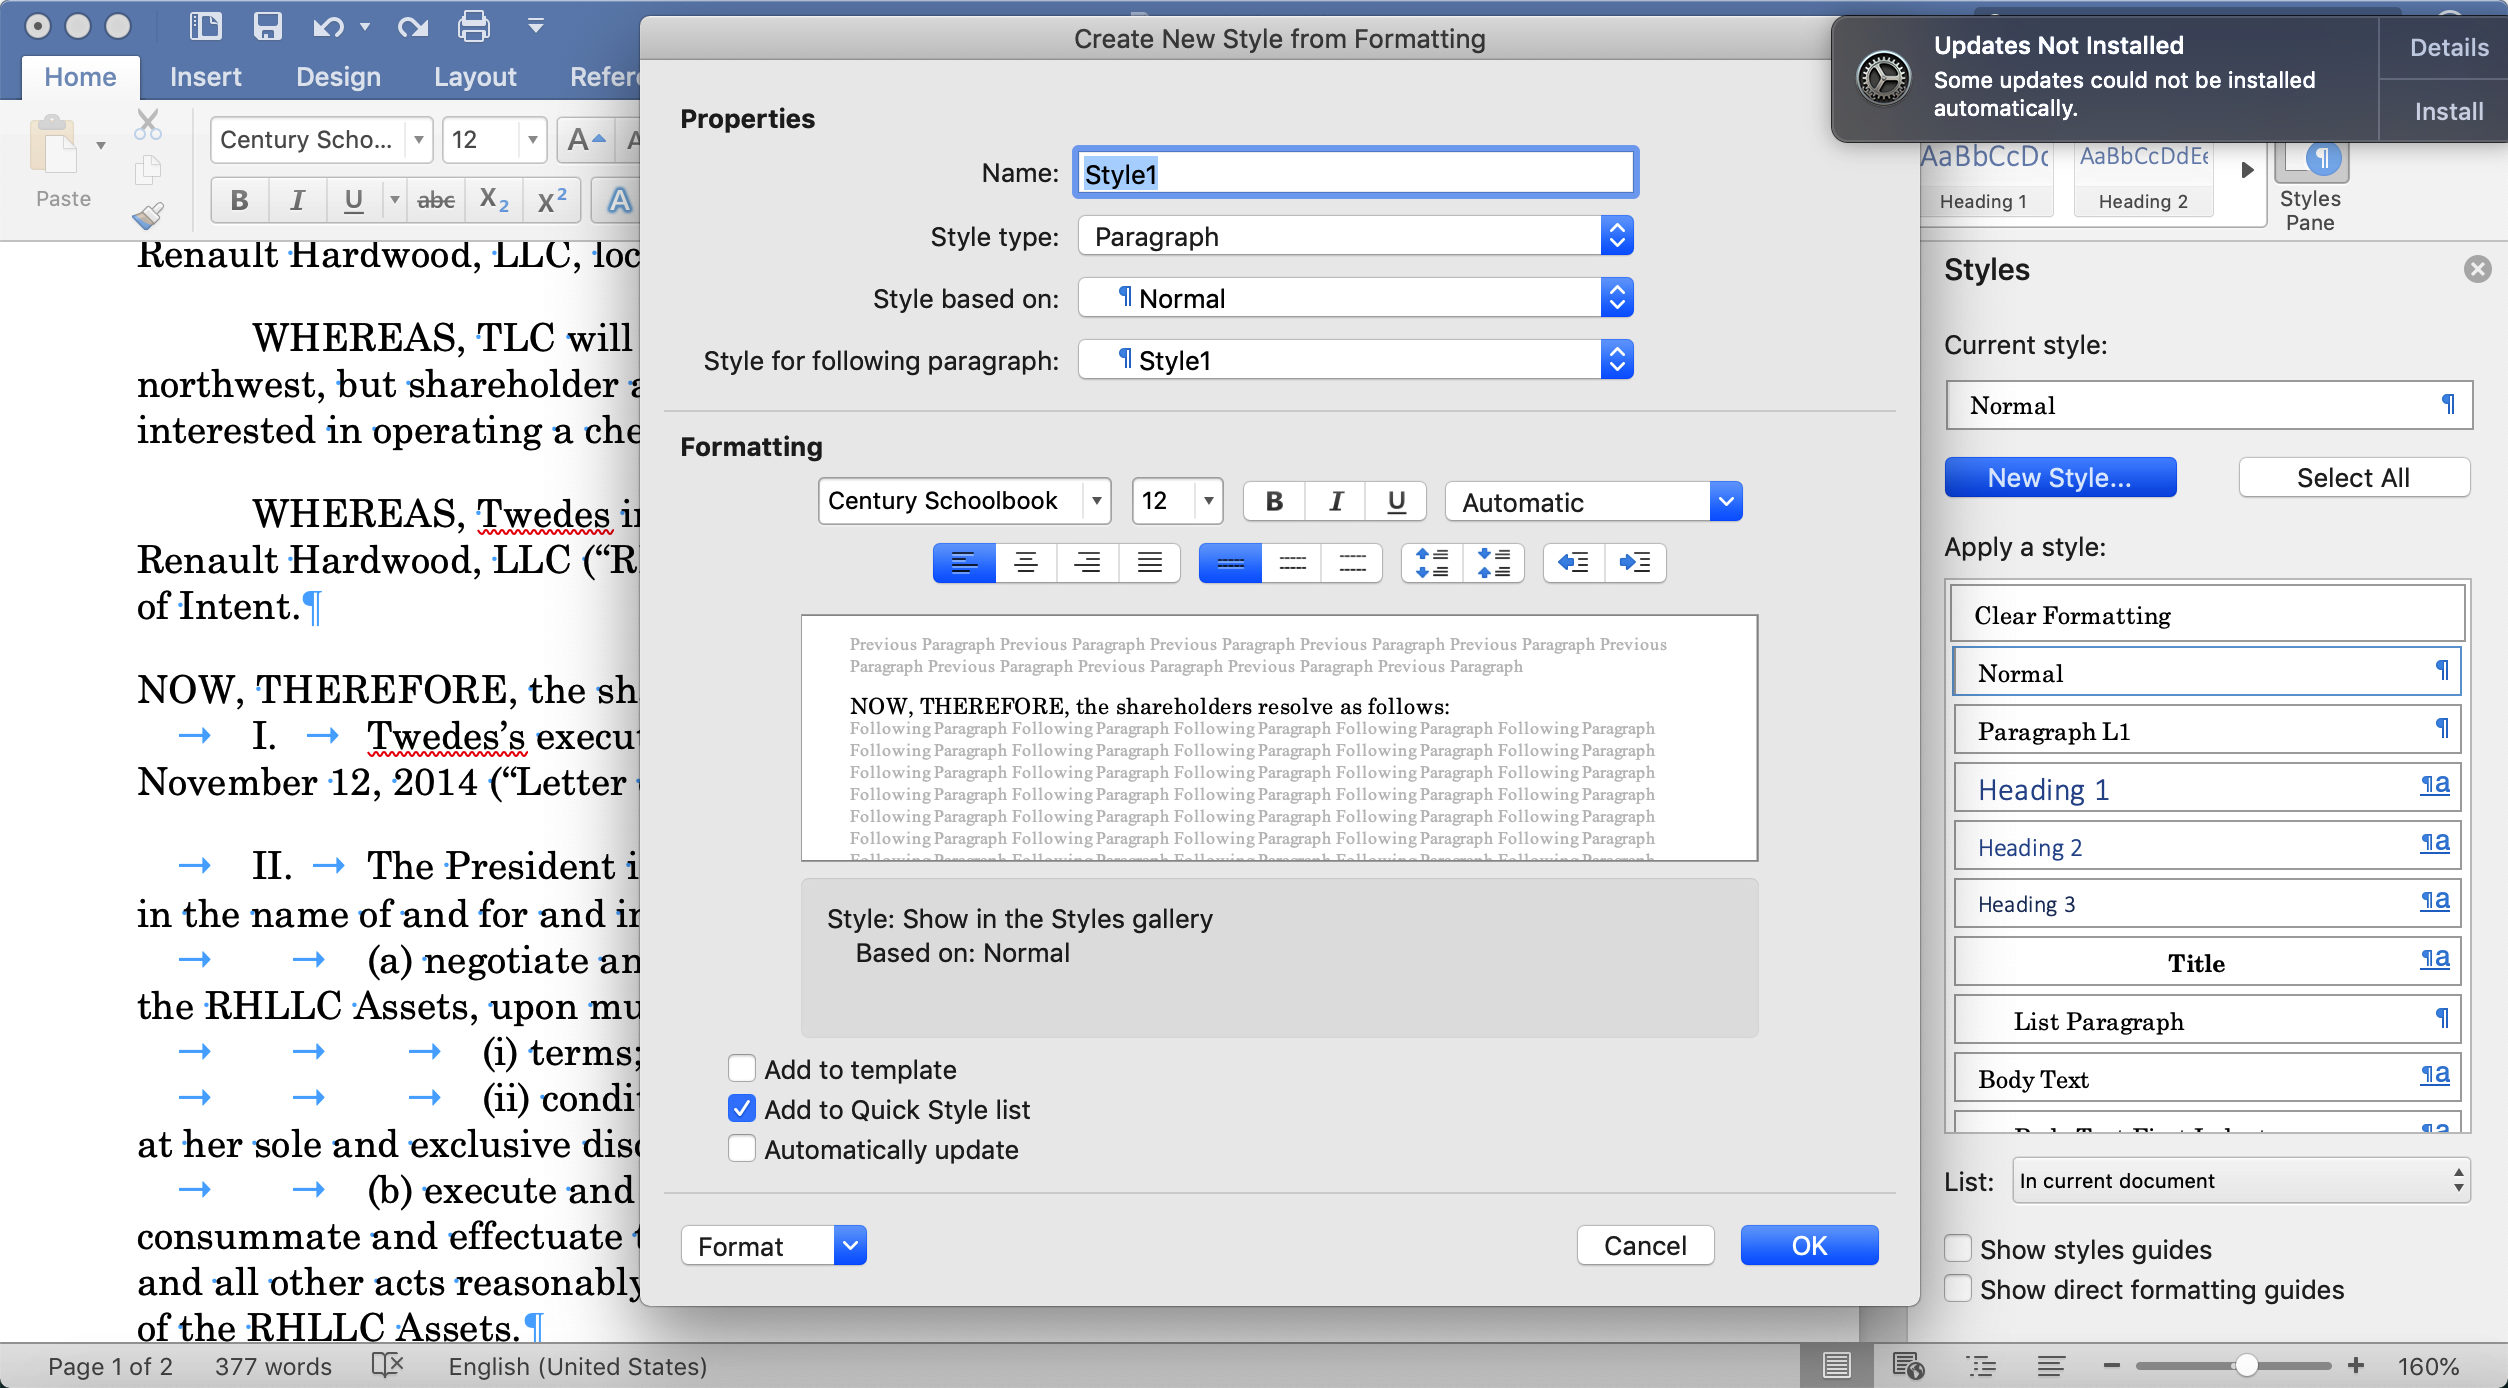 Create New Style from Formatting
Updates Not Installed
Some updates could not be installed
automatically.
Details
Install
Home Insert Design Layout
Century Scho... 12
Paste
B I U abc X2 X2 A
AaBbCcD AaBbCcDdE
Heading 1 Heading 2
Styles
Pane
Properties
Name: Style1
Style type: Paragraph
Style based on: ¶ Normal
Style for following paragraph: ¶ Style1
Formatting
Century Schoolbook 12 B I U Automatic
Previous Paragraph Previous Paragraph Previous Paragraph Previous Paragraph Previous Paragraph Previous
Paragraph Previous Paragraph Previous Paragraph Previous Paragraph Previous Paragraph
NOW, THEREFORE, the shareholders resolve as follows:
Following Paragraph Following Paragraph Following Paragraph Following Paragraph Following Paragraph
Following Paragraph Following Paragraph Following Paragraph Following Paragraph Following Paragraph
Following Paragraph Following Paragraph Following Paragraph Following Paragraph Following Paragraph
Following Paragraph Following Paragraph Following Paragraph Following Paragraph Following Paragraph
Following Paragraph Following Paragraph Following Paragraph Following Paragraph Following Paragraph
Following Paragraph Following Paragraph Following Paragraph Following Paragraph Following Paragraph
Style: Show in the Styles gallery
Based on: Normal
Add to template
Add to Quick Style list
Automatically update
Format
Cancel OK
Renault Hardwood, LLC,
WHEREAS, TLC will
northwest, but shareholder
interested in operating a
WHEREAS, Twedes
Renault Hardwood, LLC
of Intent.¶
NOW, THEREFORE, the
I. Twedes’s
November 12, 2014 (“Letter
II. The President
in the name of and for and
(a) negotiate
the RHLLC Assets, upon
(i) terms;
(ii)
at her sole and exclusive
(b) execute and
consummate and effectuate
and all other acts reasonably
of the RHLLC Assets.¶
Styles
Current style:
Normal ¶
New Style... Select All
Apply a style:
Clear Formatting
Normal ¶
Paragraph L1 ¶
Heading 1 ¶a
Heading 2 ¶a
Heading 3 ¶a
Title ¶a
List Paragraph ¶
Body Text ¶a
List: In current document
Show styles guides
Show direct formatting guides
Page 1 of 2 377 words English (United States) 160%